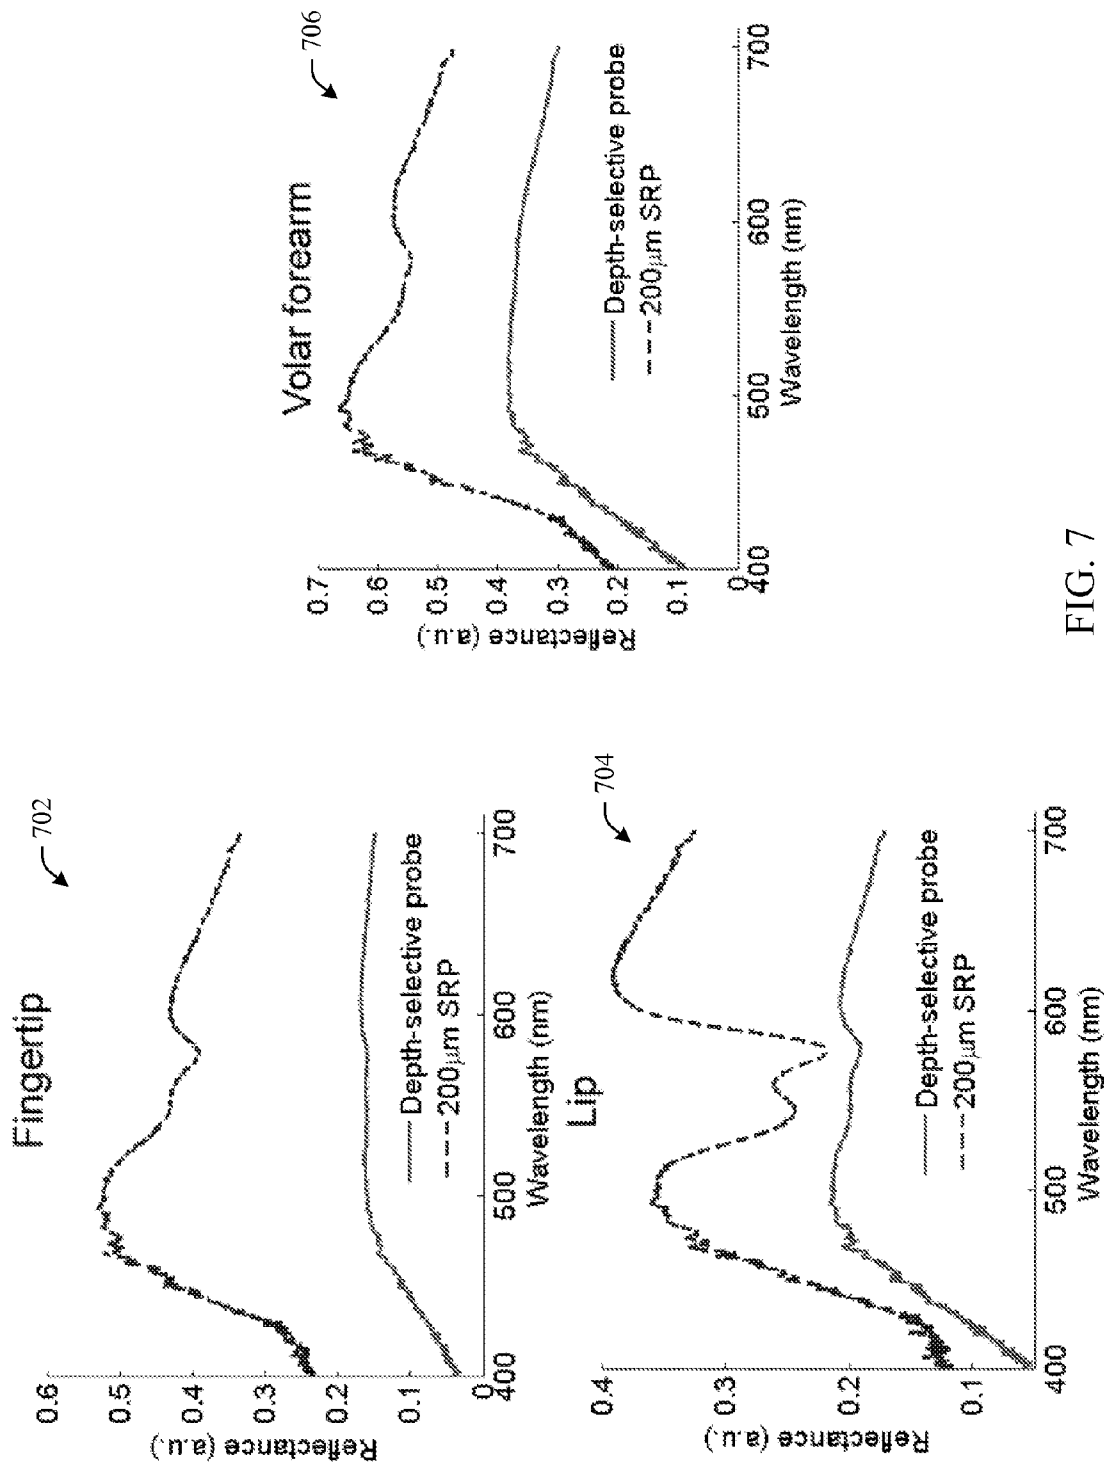 Fingertip
702
0.6
0.5
0.4
0.3
0.2
0.1
0
Reflectance (a.u.)
Depth-selective probe
200μm SRP
400
500
600
700
Wavelength (nm)
Lip
704
0.4
0.3
0.2
0.1
Reflectance (a.u.)
Depth-selective probe
200μm SRP
400
500
600
700
Wavelength (nm)
Volar forearm
706
0.7
0.6
0.5
0.4
0.3
0.2
0.1
0
Reflectance (a.u.)
Depth-selective probe
200μm SRP
400
500
600
700
Wavelength (nm)
FIG. 7